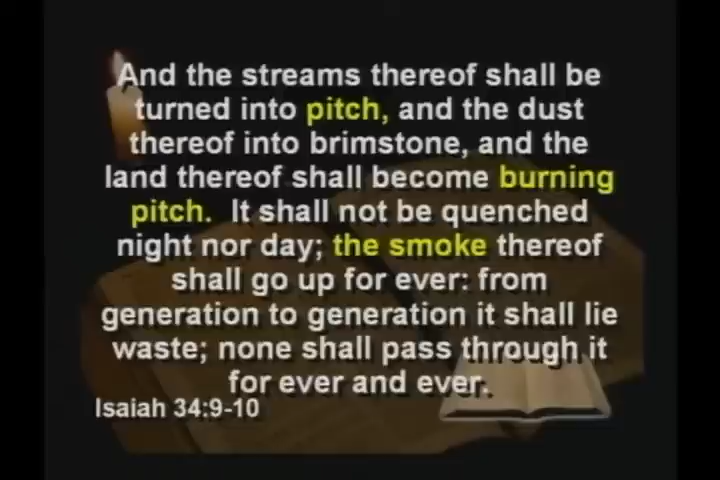 And the streams thereof shall be
turned into pitch, and the dust
thereof into brimstone, and the
land thereof shall become burning
pitch. It shall not be quenched
night nor day; the smoke thereof
shall go up for ever: from
generation to generation it shall lie
waste; none shall pass through it
for ever and ever.
Isaiah 34:9-10